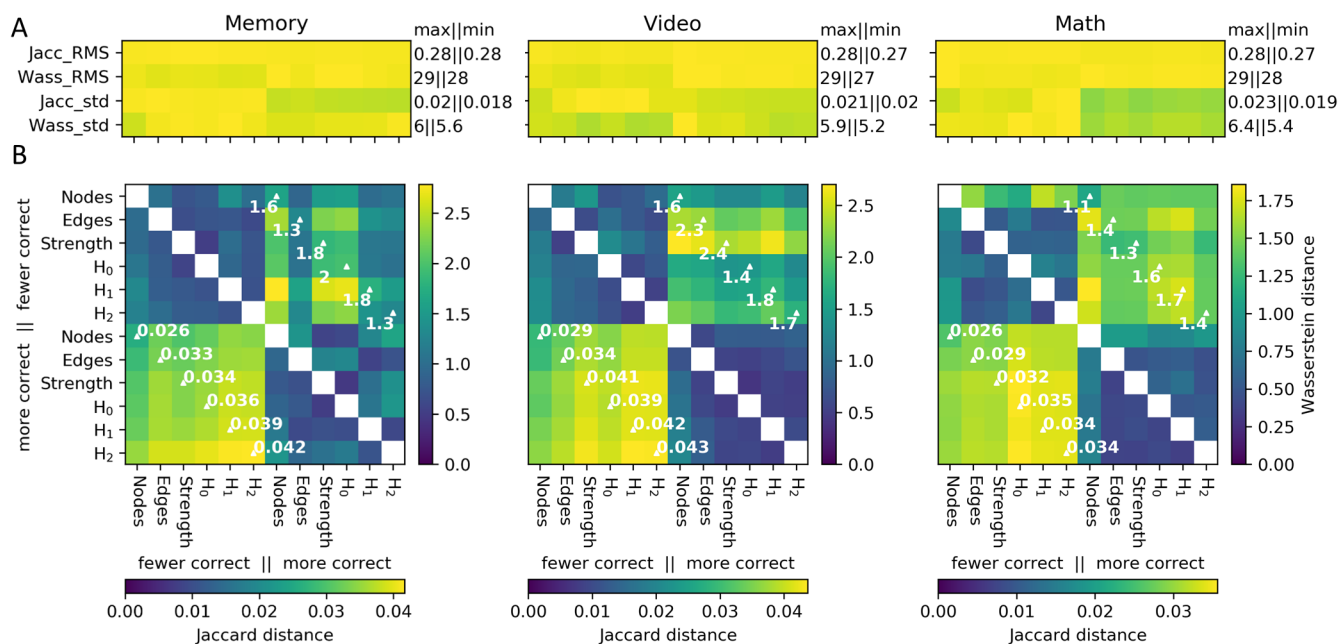 A
Memory
max||min
Video
max||min
Math
max||min
Jacc_RMS
0.28||0.28
0.28||0.27
0.28||0.27
Wass_RMS
29||28
29||27
29||28
Jacc_std
0.02||0.018
0.021||0.02
0.023||0.019
Wass_std
6||5.6
5.9||5.2
6.4||5.4
B
more correct || fewer correct
Nodes
Edges
Strength
H₀
H₁
H₂
Nodes
Edges
Strength
H₀
H₁
H₂
1.6
1.3
1.8
2
1.8
1.3
0.026
0.033
0.034
0.036
0.039
0.042
2.5
2.0
1.5
1.0
0.5
0.0
1.6
2.3
2.4
1.4
1.8
1.7
0.029
0.034
0.041
0.039
0.042
0.043
2.5
2.0
1.5
1.0
0.5
0.0
1.1
1.4
1.3
1.6
1.7
1.4
0.026
0.029
0.032
0.035
0.034
0.034
1.75
1.50
1.25
1.00
0.75
0.50
0.25
0.00
Wasserstein distance
Nodes
Edges
Strength
H₀
H₁
H₂
Nodes
Edges
Strength
H₀
H₁
H₂
Nodes
Edges
Strength
H₀
H₁
H₂
Nodes
Edges
Strength
H₀
H₁
H₂
Nodes
Edges
Strength
H₀
H₁
H₂
Nodes
Edges
Strength
H₀
H₁
H₂
fewer correct || more correct
fewer correct || more correct
fewer correct || more correct
0.00 0.01 0.02 0.03 0.04
0.00 0.01 0.02 0.03 0.04
0.00 0.01 0.02 0.03
Jaccard distance
Jaccard distance
Jaccard distance